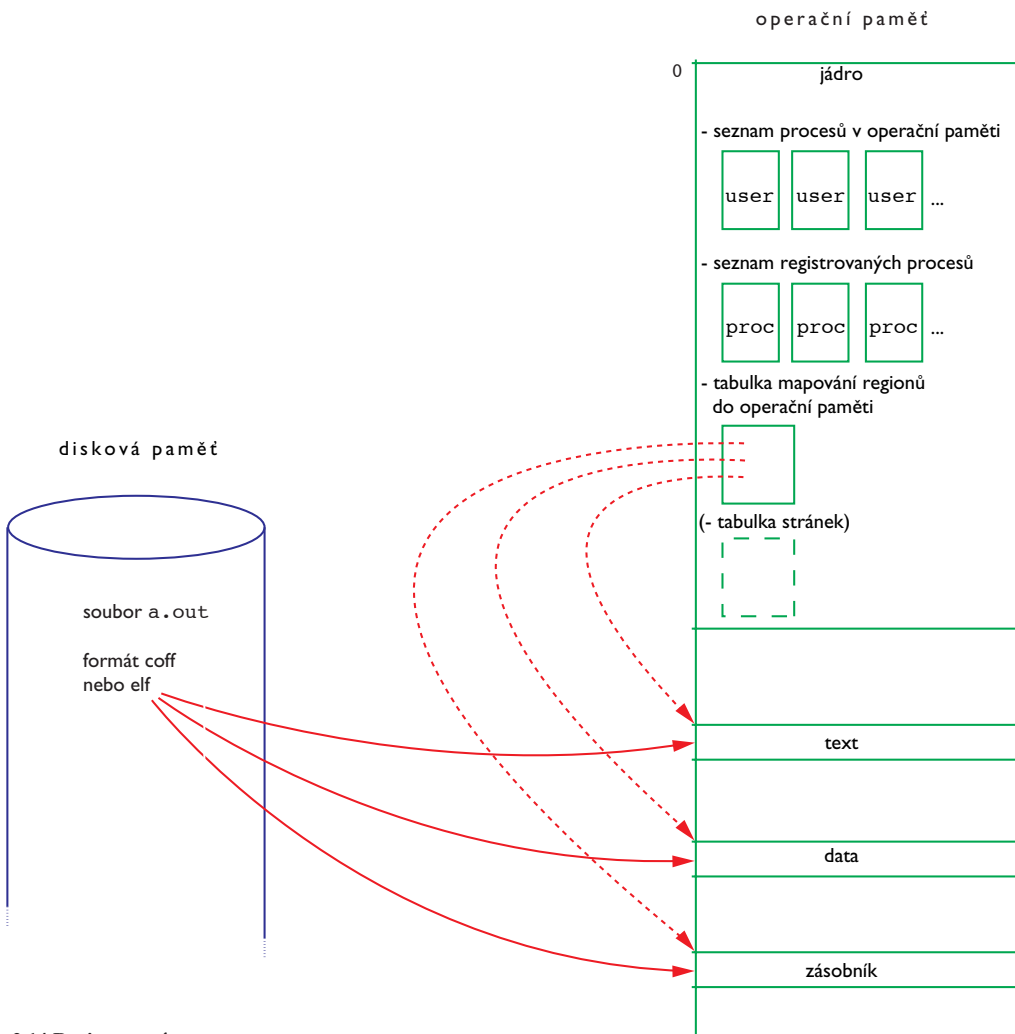 operační paměť
0
jádro
- seznam procesů v operační paměti
user user user ...
- seznam registrovaných procesů
proc proc proc ...
- tabulka mapování regionů
do operační paměti
disková paměť
(- tabulka stránek)
soubor a.out
formát coff
nebo elf
text
data
zásobník